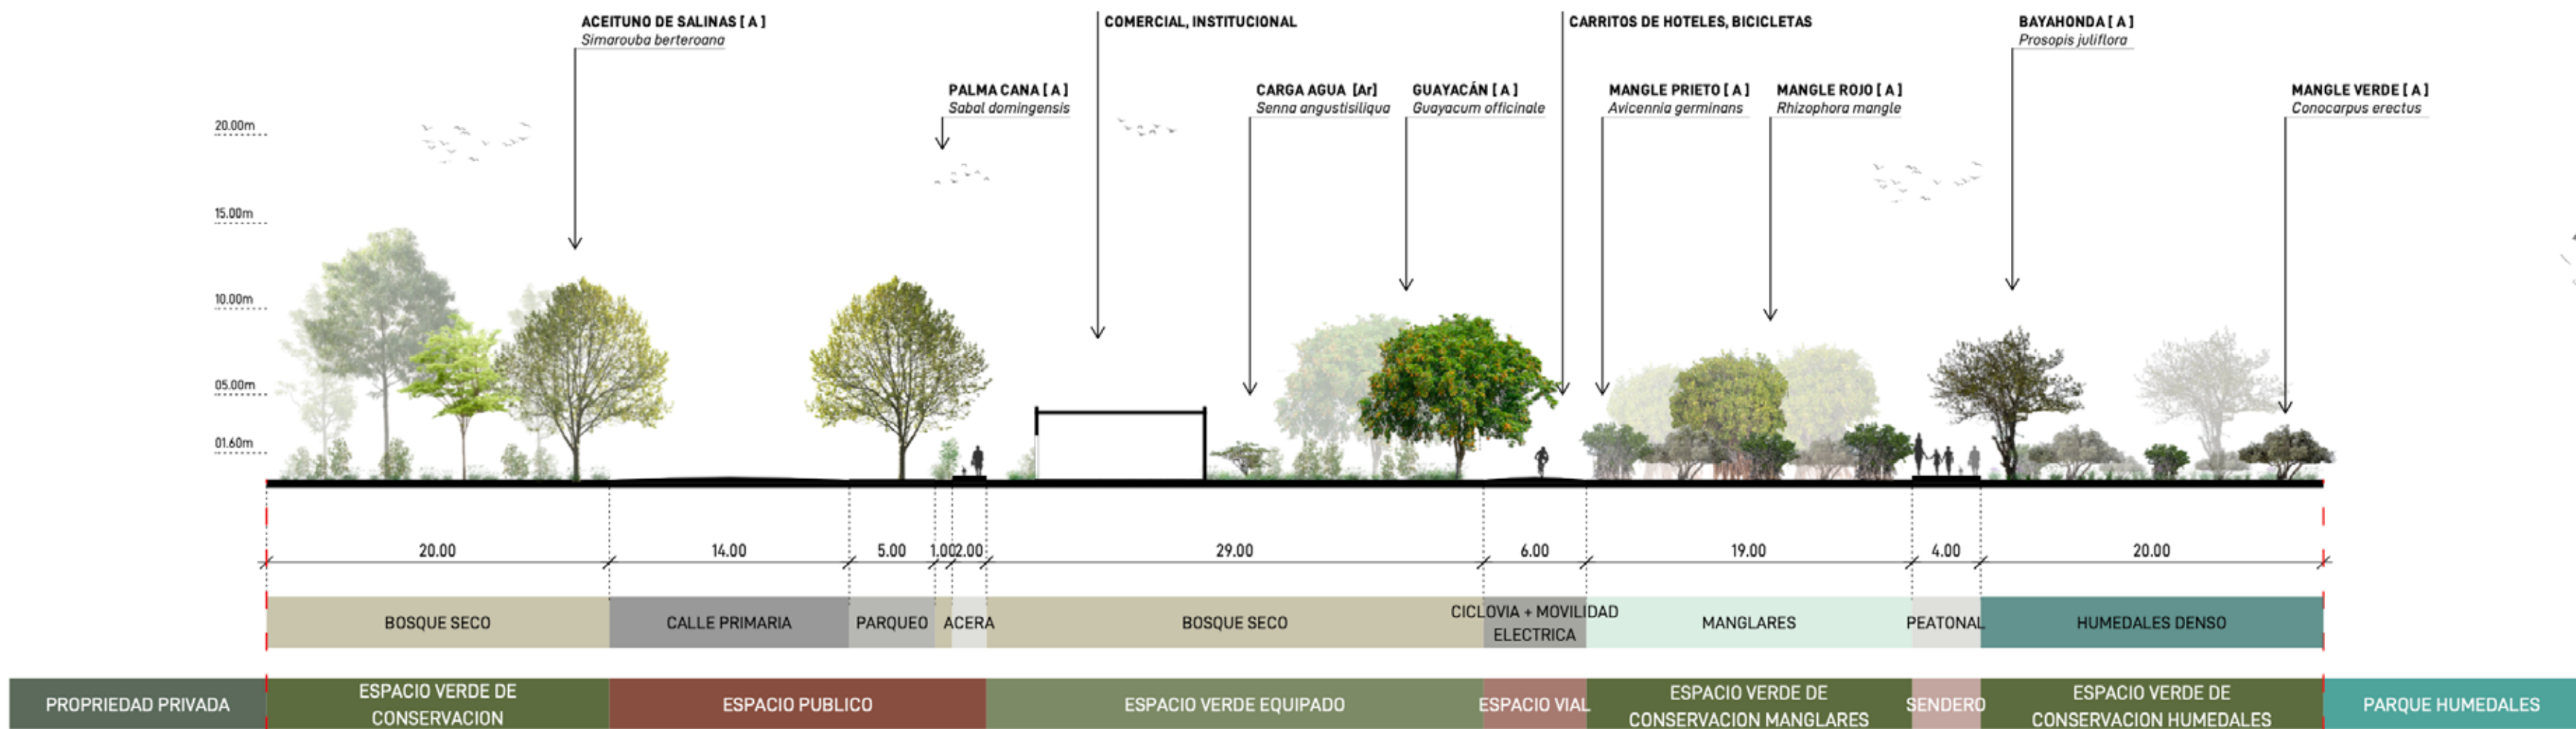 ACEITUNO DE SALINAS [ A ]
Simarouba berteroana
COMERCIAL, INSTITUCIONAL
CARRITOS DE HOTELES, BICICLETAS
BAYAHONDA [ A ]
Prosopis juliflora
PALMA CANA [ A ]
Sabal domingensis
CARGA AGUA [Ar]
Senna angustisiliqua
GUAYACÁN [ A ]
Guayacum officinale
MANGLE PRIETO [ A ]
Avicennia germinans
MANGLE ROJO [ A ]
Rhizophora mangle
MANGLE VERDE [ A ]
Conocarpus erectus
20.00m
15.00m
10.00m
05.00m
01.60m
20.00
14.00
5.00
1.00
2.00
29.00
6.00
19.00
4.00
20.00
BOSQUE SECO
CALLE PRIMARIA
PARQUEO
ACERA
BOSQUE SECO
CICLOVIA + MOVILIDAD
ELECTRICA
MANGLARES
PEATONAL
HUMEDALES DENSO
PROPRIEDAD PRIVADA
ESPACIO VERDE DE
CONSERVACION
ESPACIO PUBLICO
ESPACIO VERDE EQUIPADO
ESPACIO VIAL
ESPACIO VERDE DE
CONSERVACION MANGLARES
SENDERO
ESPACIO VERDE DE
CONSERVACION HUMEDALES
PARQUE HUMEDALES